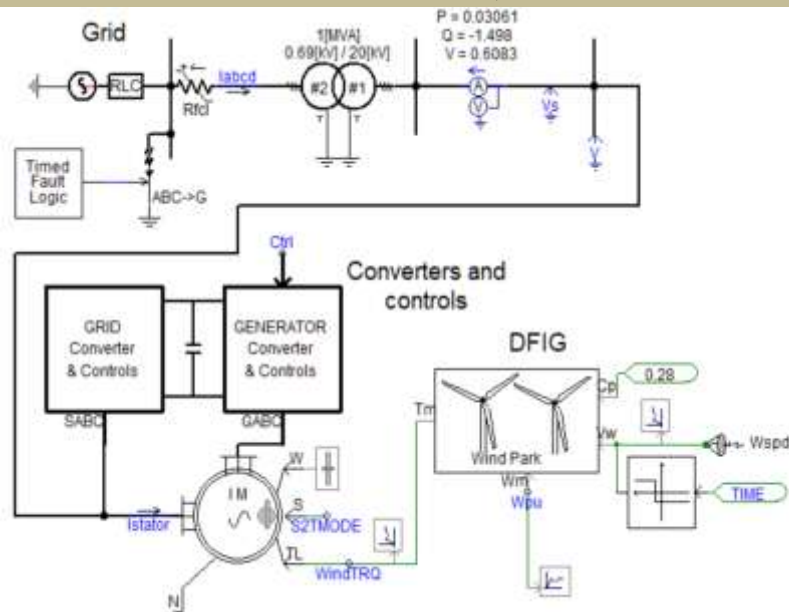 Grid
RLC
Rfcl
Iabcd
1[MVA]
0.69[kV] / 20[kV]
#2
#1
P = 0.03061
Q = -1.498
V = 0.6083
A
V
Vs
V
Timed
Fault
Logic
ABC->G
Ctrl
Converters and
controls
GRID
Converter
& Controls
GENERATOR
Converter
& Controls
SABC
GABC
DFIG
Cp
0.28
Tm
Vw
Wspd
Wind Park
Wm
Wpu
TIME
IM
W
S
S2TMODE
TL
WindTRQ
Istator
N